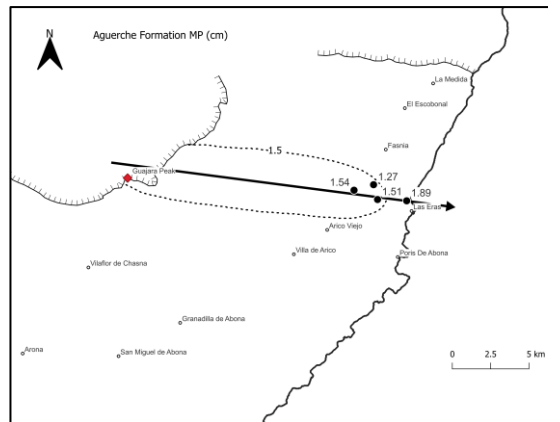 Aguerche Formation MP (cm)
N
La Medida
El Escobonal
Fasnia
1.5
Guajara Peak
1.27
1.54
1.51
1.89
Las Eras
Arico Viejo
Villa de Arico
Poris De Abona
Vilaflor de Chasna
Granadilla de Abona
Arona
San Miguel de Abona
0 2.5 5 km